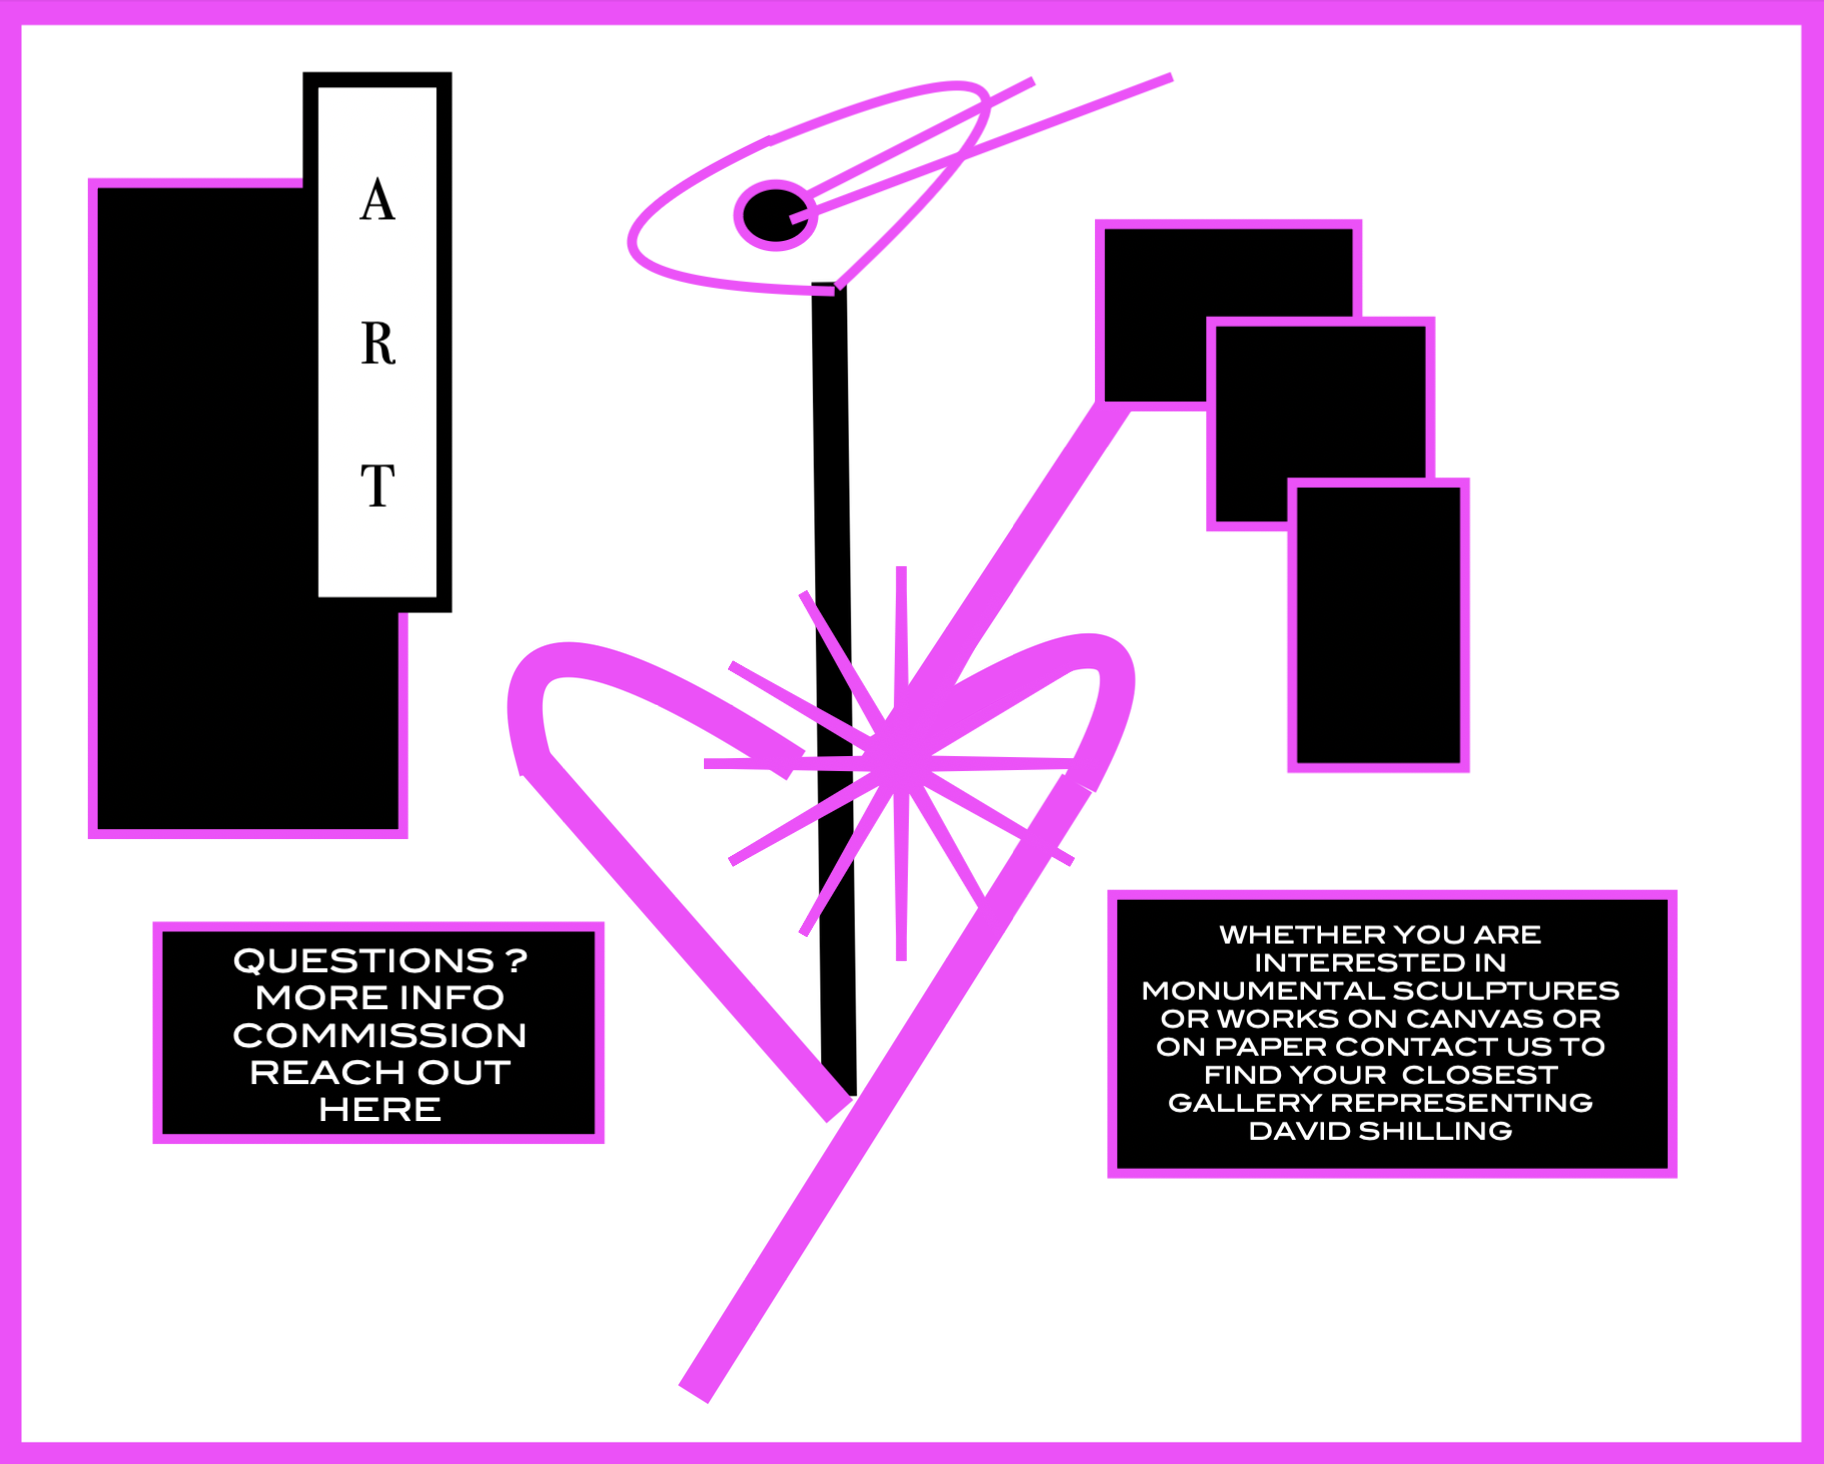 A
R
T
QUESTIONS ?
MORE INFO
COMMISSION
REACH OUT
HERE
WHETHER YOU ARE
INTERESTED IN
MONUMENTAL SCULPTURES
OR WORKS ON CANVAS OR
ON PAPER CONTACT US TO
FIND YOUR CLOSEST
GALLERY REPRESENTING
DAVID SHILLING